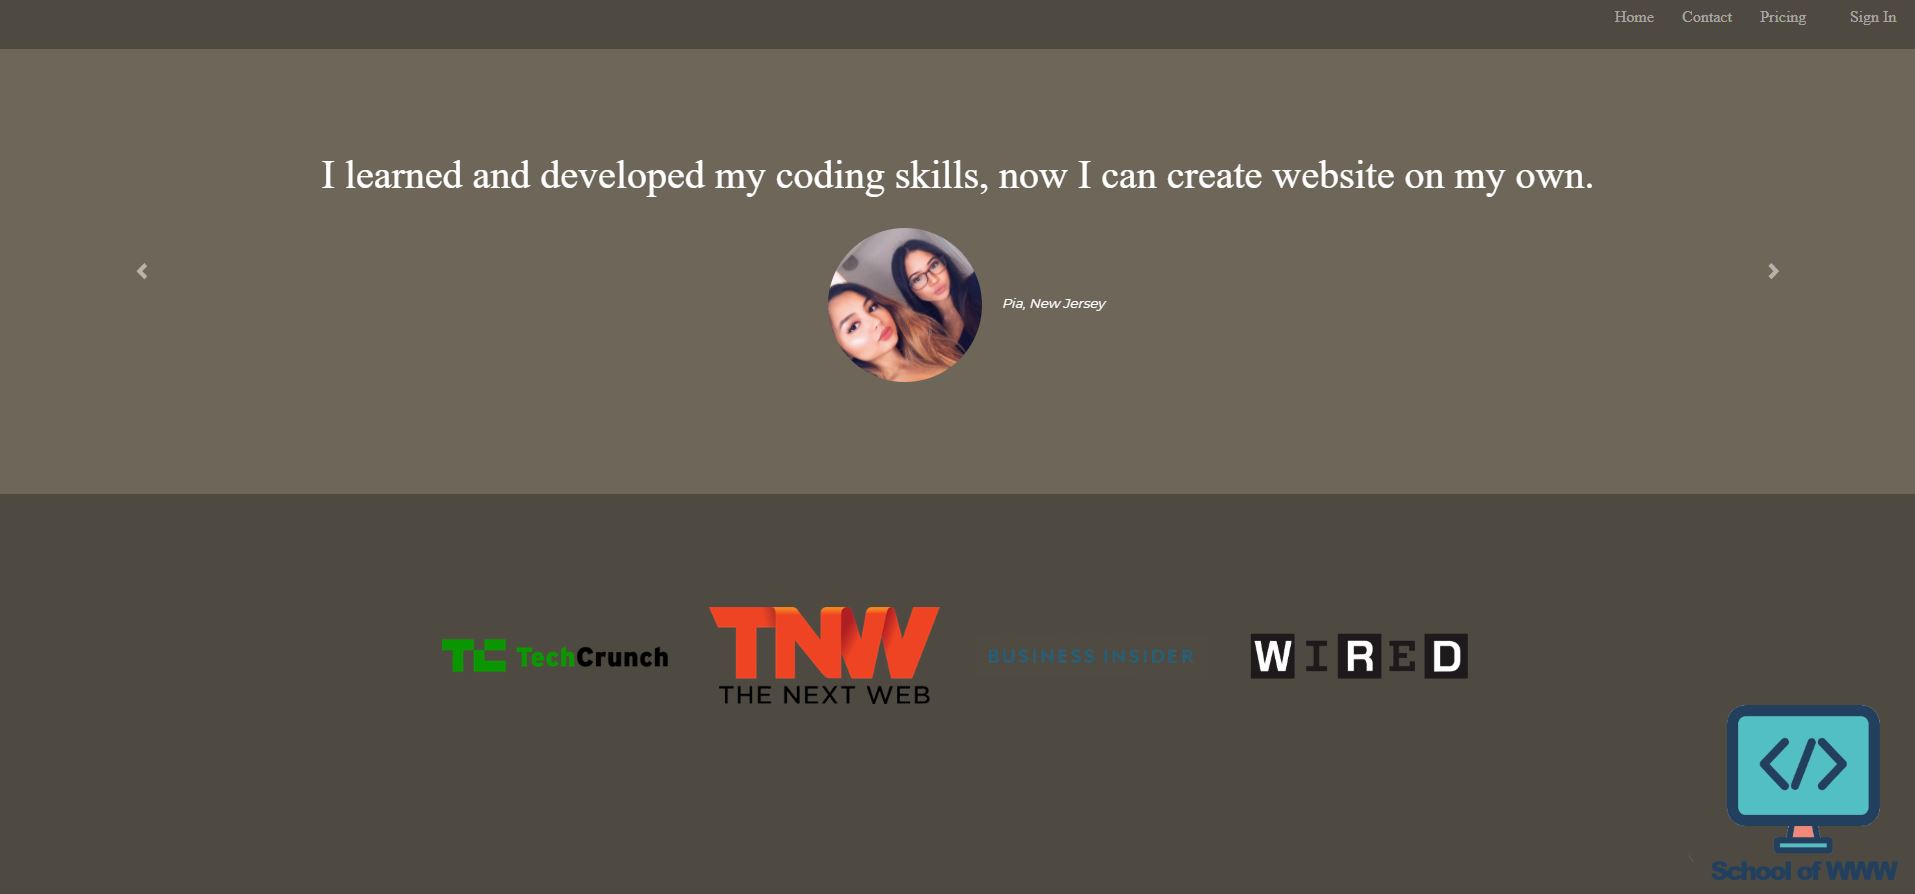 Home Contact Pricing Sign In
I learned and developed my coding skills, now I can create website on my own.
Pia, New Jersey
TC TechCrunch
TNW
THE NEXT WEB
BUSINESS INSIDER
WIRED
</>
School of WWW